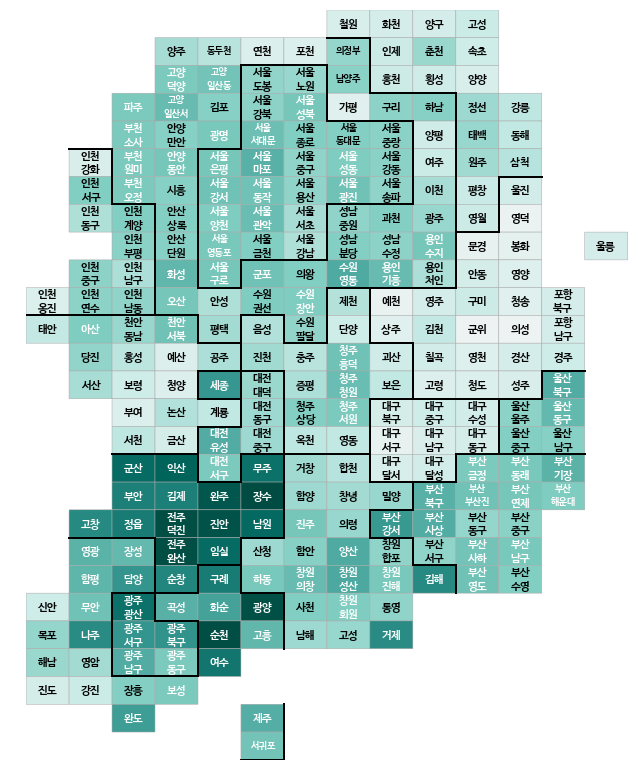 철원 화천 양구 고성
양주 동두천 연천 포천 의정부 인제 춘천 속초
고양 덕양 고양 일산동 서울 도봉 서울 노원 남양주 홍천 횡성 양양
파주 고양 일산서 김포 서울 강북 서울 성북 가평 구리 하남 정선 강릉
부천 소사 안양 만안 광명 서울 서대문 서울 종로 서울 동대문 서울 중랑 양평 태백 동해
인천 강화 부천 원미 안양 동안 서울 은평 서울 마포 서울 중구 서울 성동 서울 강동 여주 원주 삼척
인천 서구 부천 오정 시흥 서울 강서 서울 동작 서울 용산 서울 광진 서울 송파 이천 평창 울진
인천 동구 인천 계양 안산 상록 서울 양천 서울 관악 서울 서초 성남 중원 과천 광주 영월 영덕
인천 부평 안산 단원 서울 영등포 서울 금천 서울 강남 성남 분당 성남 수정 용인 수지 문경 봉화 울릉
인천 중구 인천 남구 화성 서울 구로 군포 의왕 수원 영통 용인 기흥 용인 처인 안동 영양
인천 옹진 인천 연수 인천 남동 오산 안성 수원 권선 수원 장안 제천 예천 영주 구미 청송 포항 북구
태안 아산 천안 동남 천안 서북 평택 음성 수원 팔달 단양 상주 김천 군위 의성 포항 남구
당진 홍성 예산 공주 진천 충주 청주 흥덕 괴산 칠곡 영천 경산 경주
서산 보령 청양 세종 대전 대덕 증평 청주 청원 보은 고령 청도 성주 울산 북구
부여 논산 계룡 대전 동구 청주 상당 청주 서원 대구 북구 대구 중구 대구 수성 울산 울주 울산 동구
서천 금산 대전 유성 대전 중구 옥천 영동 대구 서구 대구 남구 대구 동구 울산 중구 울산 남구
군산 익산 대전 서구 무주 거창 합천 대구 달서 대구 달성 부산 금정 부산 동래 부산 기장
부안 김제 완주 장수 함양 창녕 밀양 부산 북구 부산 부산진 부산 연제 부산 해운대
고창 정읍 전주 덕진 진안 남원 진주 의령 부산 강서 부산 사상 부산 동구 부산 중구
영광 장성 전주 완산 임실 산청 함안 양산 창원 합포 부산 서구 부산 사하 부산 남구
함평 담양 순창 구례 하동 창원 의창 창원 성산 창원 진해 김해 부산 영도 부산 수영
신안 무안 광주 광산 곡성 화순 광양 사천 창원 회원 통영
목포 나주 광주 서구 광주 북구 순천 고흥 남해 고성 거제
해남 영암 광주 남구 광주 동구 여수
진도 강진 장흥 보성
완도 제주
서귀포